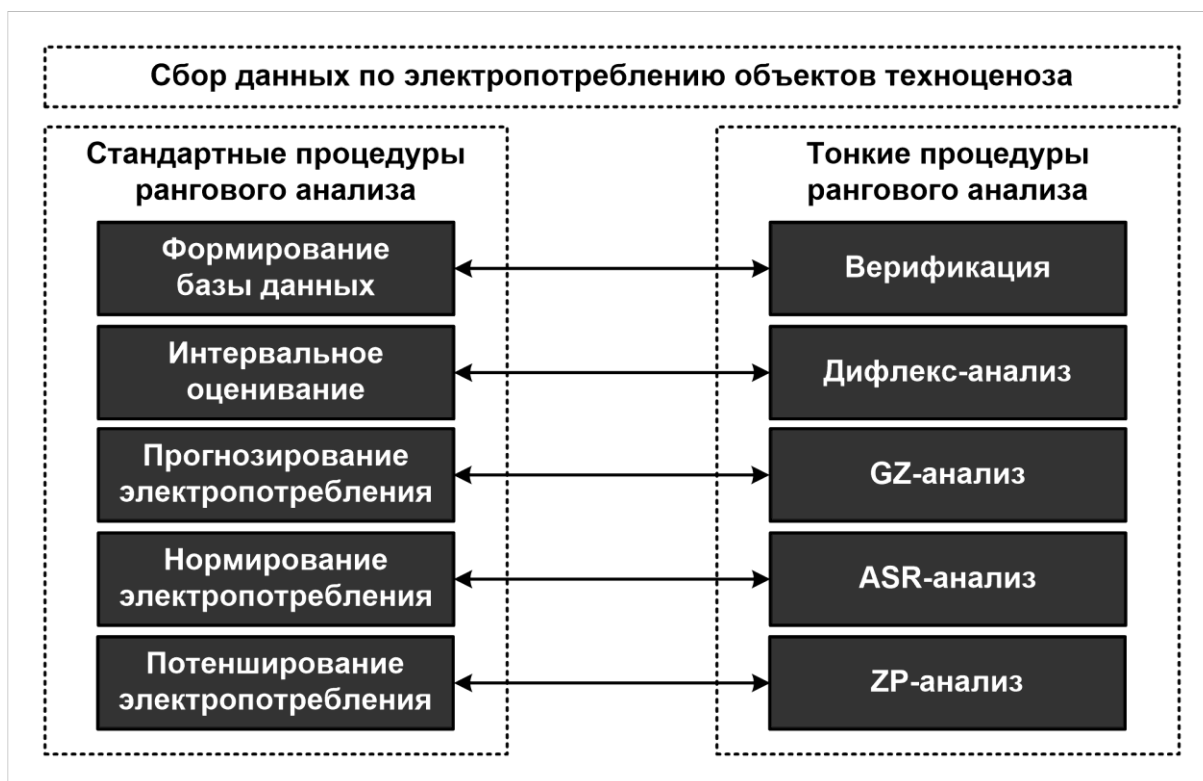 Сбор данных по электропотреблению объектов техноценоза
Стандартные процедуры
рангового анализа
Формирование
базы данных
Интервальное
оценивание
Прогнозирование
электропотребления
Нормирование
электропотребления
Потенширование
электропотребления
Тонкие процедуры
рангового анализа
Верификация
Дифлекс-анализ
GZ-анализ
ASR-анализ
ZP-анализ